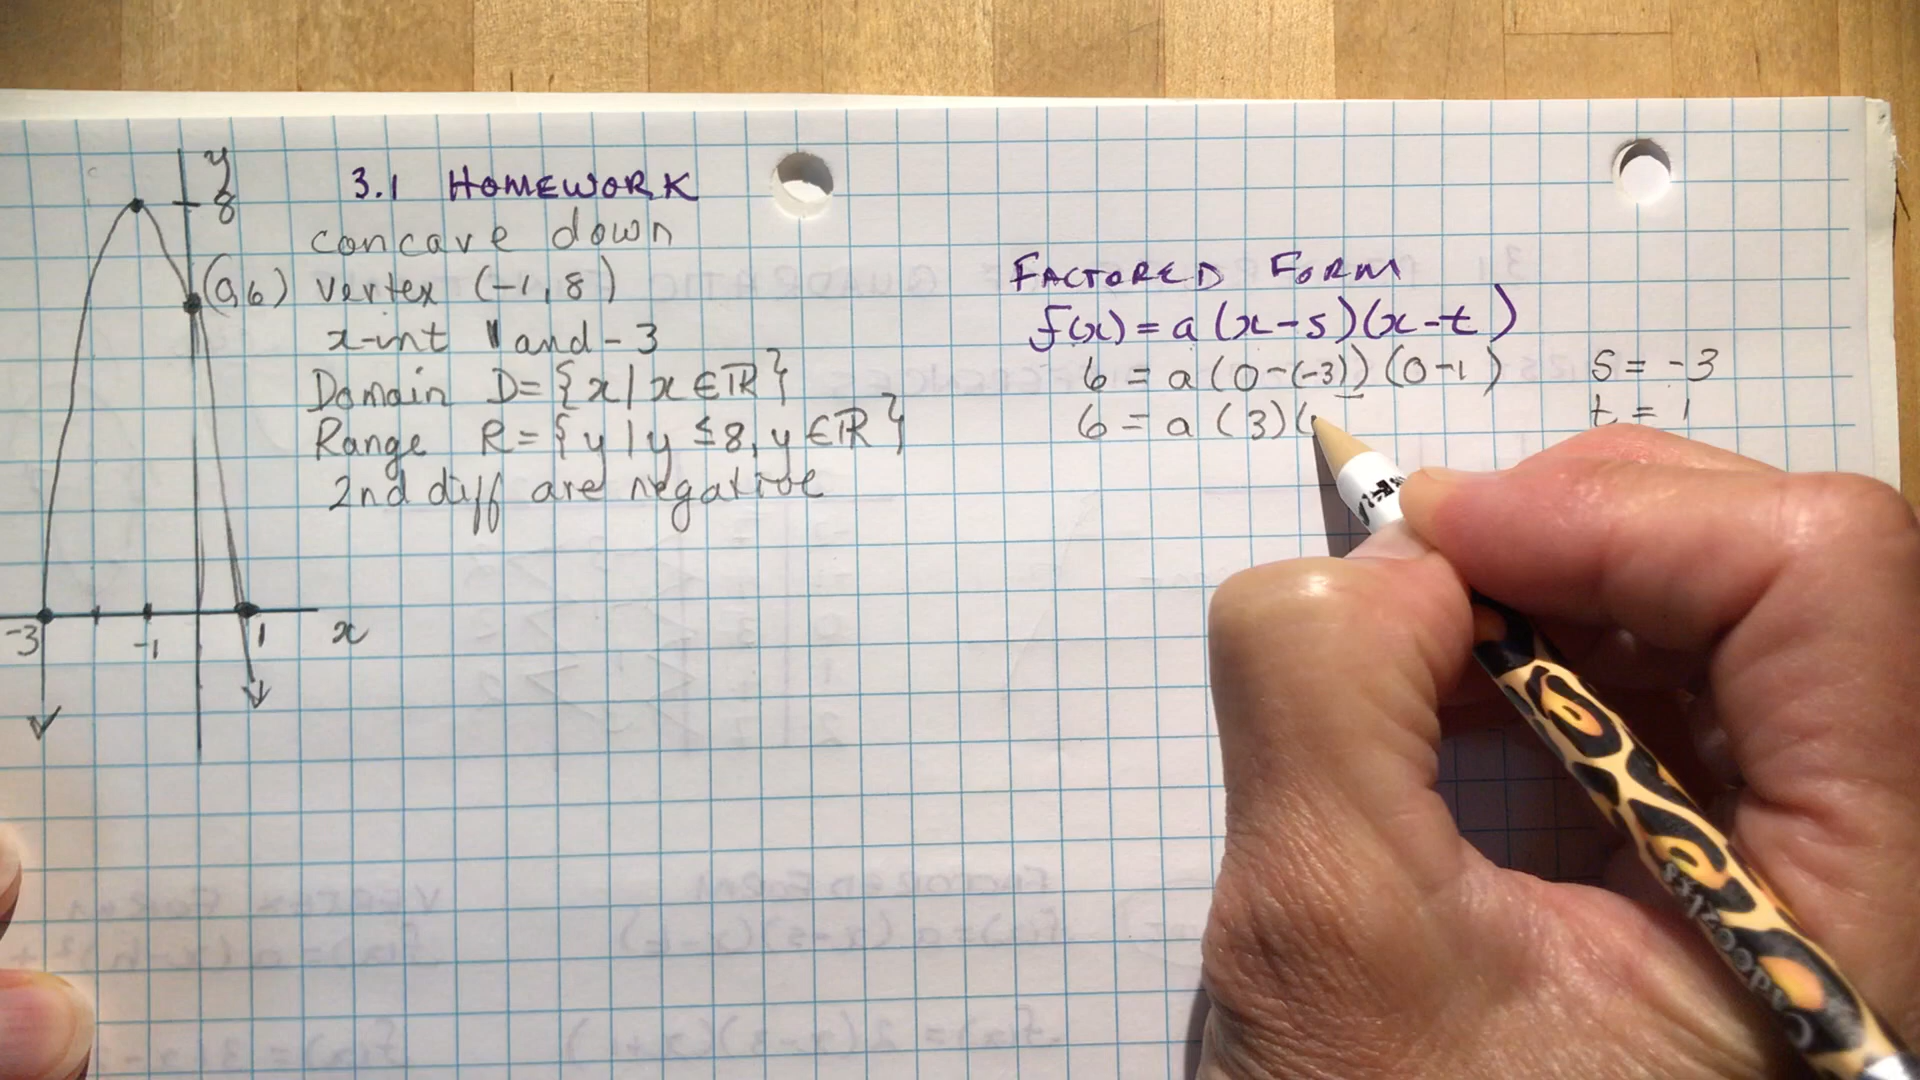 3.1 HOMEWORK
concave down
vertex (-1, 8)
x-int 1 and -3
Domain D = {x | x ∈ ℝ}
Range R = {y | y ≤ 8, y ∈ ℝ}
2nd diff are negative
y
8
(0,6)
-3
-1
1
x
FACTORED FORM
f(x) = a(x-s)(x-t)
6 = a(0-(-3))(0-1)
6 = a(3)(
s = -3
t = 1